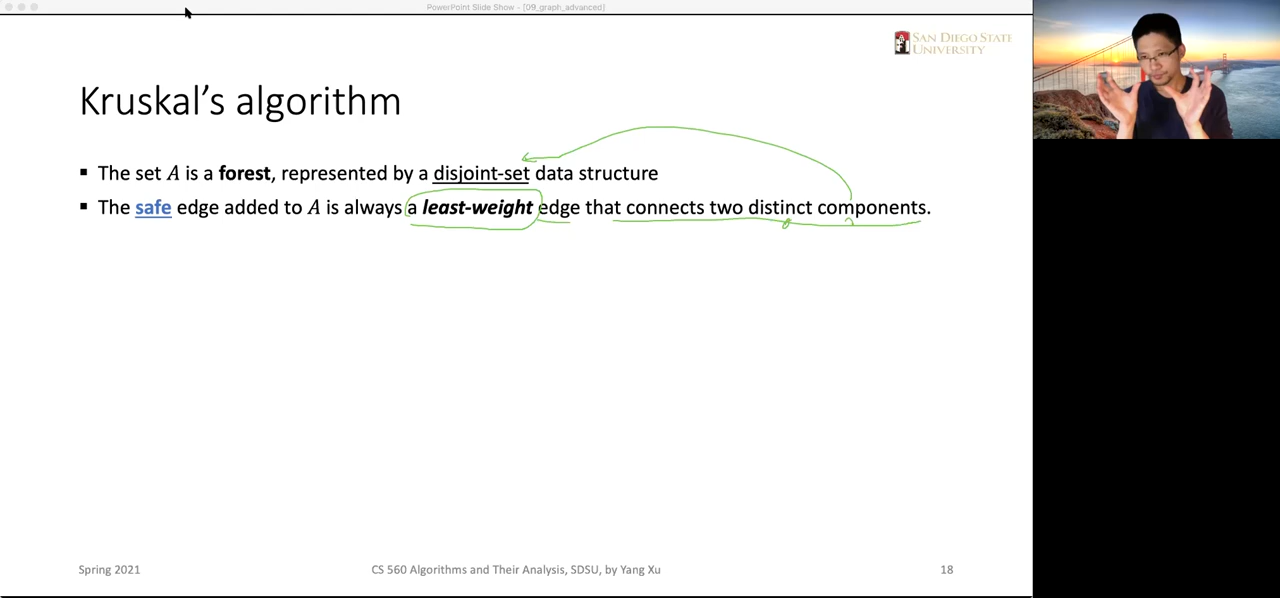 PowerPoint Slide Show - [09_graph_advanced]
SAN DIEGO STATE
UNIVERSITY
Kruskal's algorithm
▪ The set A is a forest, represented by a disjoint-set data structure
▪ The safe edge added to A is always a least-weight edge that connects two distinct components.
Spring 2021
CS 560 Algorithms and Their Analysis, SDSU, by Yang Xu
18